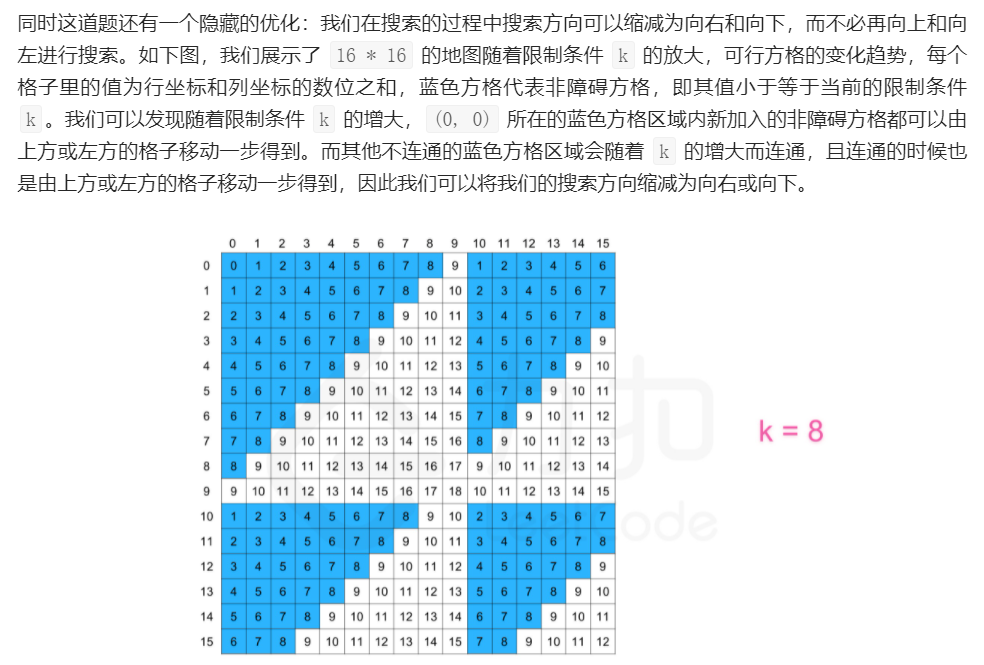 同时这道题还有一个隐藏的优化：我们在搜索的过程中搜索方向可以缩减为向右和向下，而不必再向上和向
左进行搜索。如下图，我们展示了 16 * 16 的地图随着限制条件 k 的放大，可行方格的变化趋势，每个
格子里的值为行坐标和列坐标的数位之和，蓝色方格代表非障碍方格，即其值小于等于当前的限制条件
k 。我们可以发现随着限制条件 k 的增大， (0, 0) 所在的蓝色方格区域内新加入的非障碍方格都可以由
上方或左方的格子移动一步得到。而其他不连通的蓝色方格区域会随着 k 的增大而连通，且连通的时候也
是由上方或左方的格子移动一步得到，因此我们可以将我们的搜索方向缩减为向右或向下。
0 1 2 3 4 5 6 7 8 9 10 11 12 13 14 15
0 0 1 2 3 4 5 6 7 8 9 1 2 3 4 5 6
1 1 2 3 4 5 6 7 8 9 10 2 3 4 5 6 7
2 2 3 4 5 6 7 8 9 10 11 3 4 5 6 7 8
3 3 4 5 6 7 8 9 10 11 12 4 5 6 7 8 9
4 4 5 6 7 8 9 10 11 12 13 5 6 7 8 9 10
5 5 6 7 8 9 10 11 12 13 14 6 7 8 9 10 11
6 6 7 8 9 10 11 12 13 14 15 7 8 9 10 11 12
7 7 8 9 10 11 12 13 14 15 16 8 9 10 11 12 13
k = 8
8 8 9 10 11 12 13 14 15 16 17 9 10 11 12 13 14
9 9 10 11 12 13 14 15 16 17 18 10 11 12 13 14 15
10 1 2 3 4 5 6 7 8 9 10 2 3 4 5 6 7
11 2 3 4 5 6 7 8 9 10 11 3 4 5 6 7 8
12 3 4 5 6 7 8 9 10 11 12 4 5 6 7 8 9
13 4 5 6 7 8 9 10 11 12 13 5 6 7 8 9 10
14 5 6 7 8 9 10 11 12 13 14 6 7 8 9 10 11
15 6 7 8 9 10 11 12 13 14 15 7 8 9 10 11 12